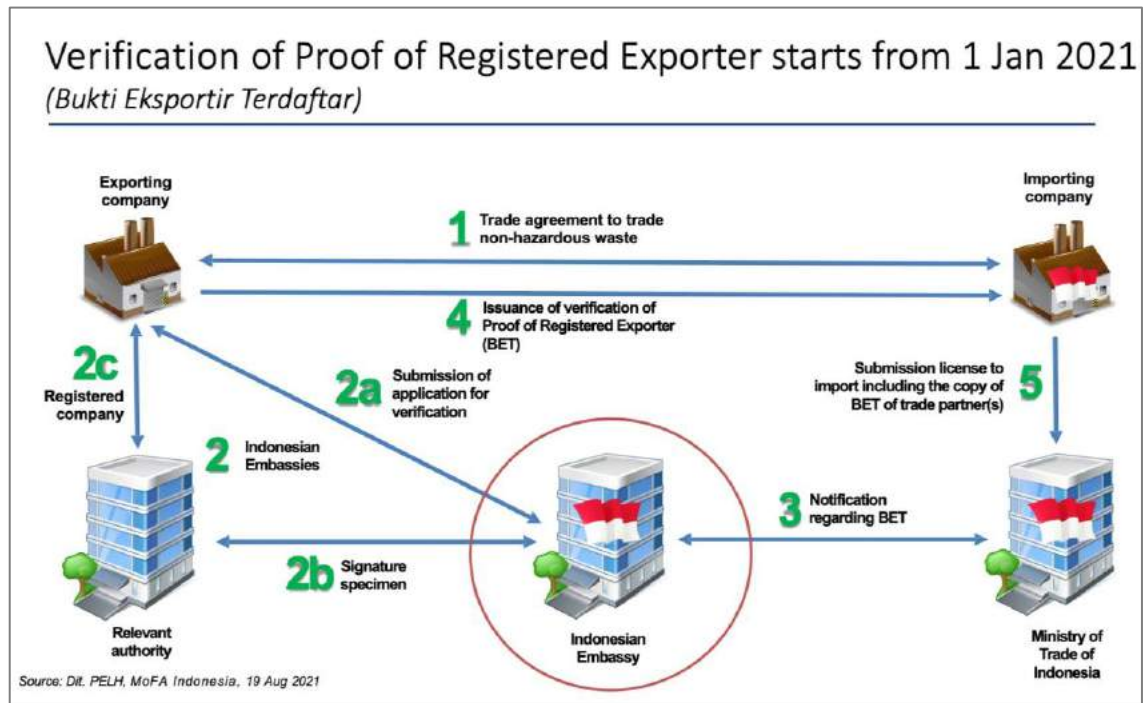 Verification of Proof of Registered Exporter starts from 1 Jan 2021
(Bukti Eksportir Terdaftar)
Exporting
company
Importing
company
1
Trade agreement to trade
non-hazardous waste
4
Issuance of verification of
Proof of Registered Exporter
(BET)
2c
Registered
company
2a
Submission of
application for
verification
Submission license to
import including the copy of
BET of trade partner(s)
5
2
Indonesian
Embassies
3
Notification
regarding BET
2b
Signature
specimen
Relevant
authority
Indonesian
Embassy
Ministry of
Trade of
Indonesia
Source: Dit. PELH, MoFA Indonesia, 19 Aug 2021